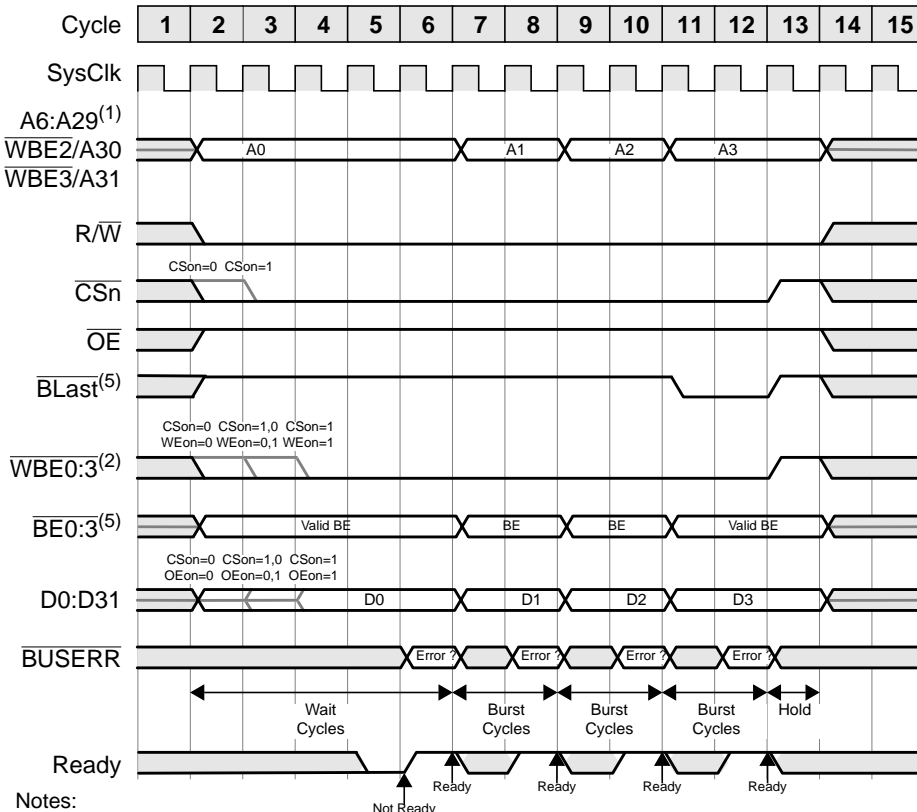 Cycle 1 2 3 4 5 6 7 8 9 10 11 12 13 14 15
SysClk
A6:A29(1)
WBE2/A30 A0 A1 A2 A3
WBE3/A31
R/W
CSon=0 CSon=1
CSn
OE
BLast(5)
CSon=0 CSon=1,0 CSon=1
WEon=0 WEon=0,1 WEon=1
WBE0:3(2)
BE0:3(5) Valid BE BE BE Valid BE
CSon=0 CSon=1,0 CSon=1
OEon=0 OEon=0,1 OEon=1
D0:D31 D0 D1 D2 D3
BUSERR Error ? Error ? Error ? Error ?
Wait Burst Burst Burst Hold
Cycles Cycles Cycles Cycles
Ready
Ready Ready Ready Ready
Notes: Not Ready